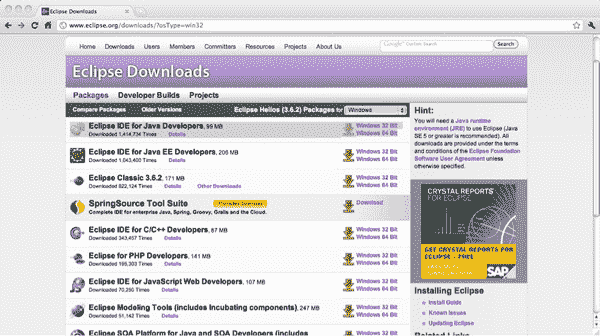 Eclipse Downloads
www.eclipse.org/downloads/?osType=win32
Home Downloads Users Members Committers Resources Projects About Us
Google™ Custom Search Search
Eclipse Downloads
Packages Developer Builds Projects
Compare Packages Older Versions Eclipse Helios (3.6.2) Packages for Windows
Eclipse IDE for Java Developers, 99 MB
Downloaded 1,414,734 Times Details
Windows 32 Bit
Windows 64 Bit
Eclipse IDE for Java EE Developers, 206 MB
Downloaded 1,043,400 Times Details
Windows 32 Bit
Windows 64 Bit
Eclipse Classic 3.6.2, 171 MB
Downloaded 822,124 Times Details Other Downloads
Windows 32 Bit
Windows 64 Bit
SpringSource Tool Suite
Complete IDE for enterprise Java, Spring, Groovy, Grails and the Cloud.
Download
Eclipse IDE for C/C++ Developers, 87 MB
Downloaded 343,457 Times Details
Windows 32 Bit
Windows 64 Bit
Eclipse for PHP Developers, 141 MB
Downloaded 195,303 Times Details
Windows 32 Bit
Windows 64 Bit
Eclipse IDE for JavaScript Web Developers, 107 MB
Downloaded 70,250 Times Details
Windows 32 Bit
Windows 64 Bit
Eclipse Modeling Tools (includes Incubating components), 247 MB
Downloaded 51,142 Times Details
Windows 32 Bit
Windows 64 Bit
Eclipse SOA Platform for Java and SOA Developers (includes
Windows 32 Bit
Hint:
You will need a Java runtime
environment (JRE) to use Eclipse (Java
SE 5 or greater is recommended). All
downloads are provided under the terms
and conditions of the Eclipse Foundation
Software User Agreement unless
otherwise specified.
CRYSTAL REPORTS
FOR ECLIPSE
GET CRYSTAL REPORTS FOR
ECLIPSE - FREE
SAP
Installing Eclipse
Install Guide
Known Issues
Updating Eclipse
Related Links